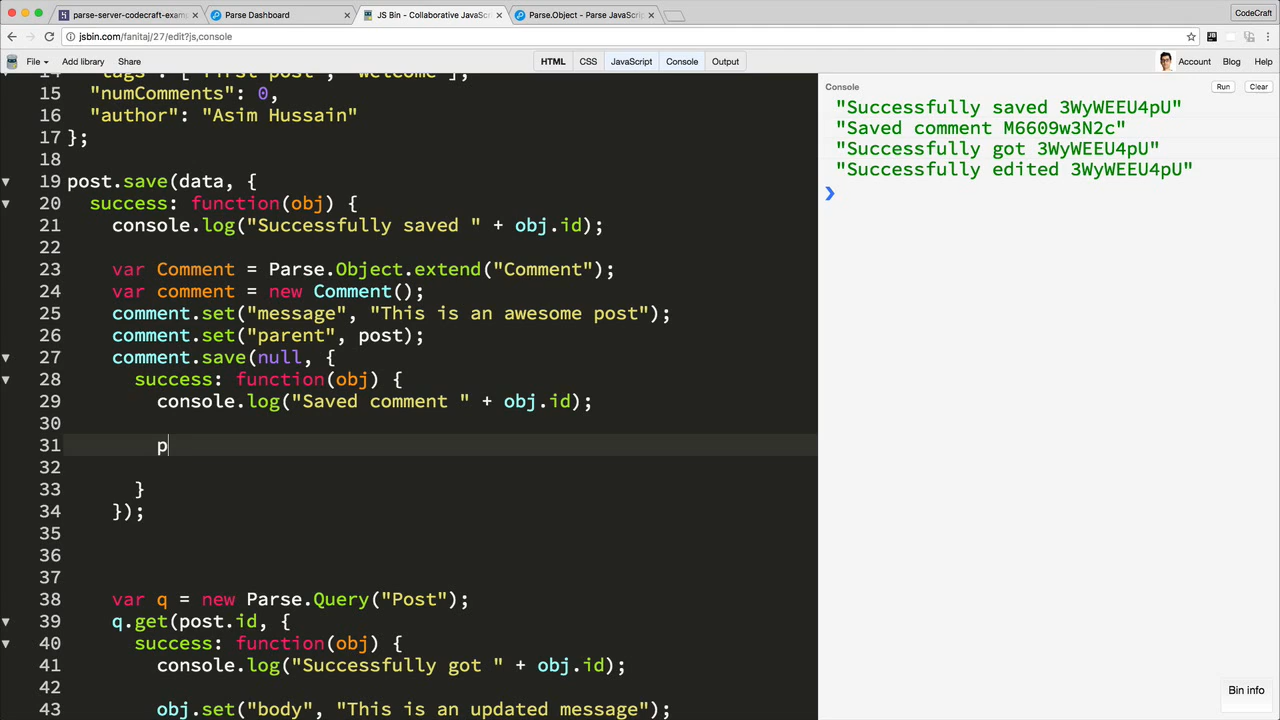 CodeCraft
parse-server-codecraft-exam
Parse Dashboard
JS Bin - Collaborative JavaSc
Parse.Object - Parse JavaScri
jsbin.com/fanitaj/27/edit?js,console
File Add library Share HTML CSS JavaScript Console Output Account Blog Help
Console Run Clear
15 "numComments": 0,
16 "author": "Asim Hussain"
17 };
18
19 post.save(data, {
20 success: function(obj) {
21 console.log("Successfully saved " + obj.id);
22
23 var Comment = Parse.Object.extend("Comment");
24 var comment = new Comment();
25 comment.set("message", "This is an awesome post");
26 comment.set("parent", post);
27 comment.save(null, {
28 success: function(obj) {
29 console.log("Saved comment " + obj.id);
30
31 p
32
33 }
34 });
35
36
37
38 var q = new Parse.Query("Post");
39 q.get(post.id, {
40 success: function(obj) {
41 console.log("Successfully got " + obj.id);
42
43 obj.set("body", "This is an updated message");
"Successfully saved 3WyWEEU4pU"
"Saved comment M6609w3N2c"
"Successfully got 3WyWEEU4pU"
"Successfully edited 3WyWEEU4pU"
Bin info